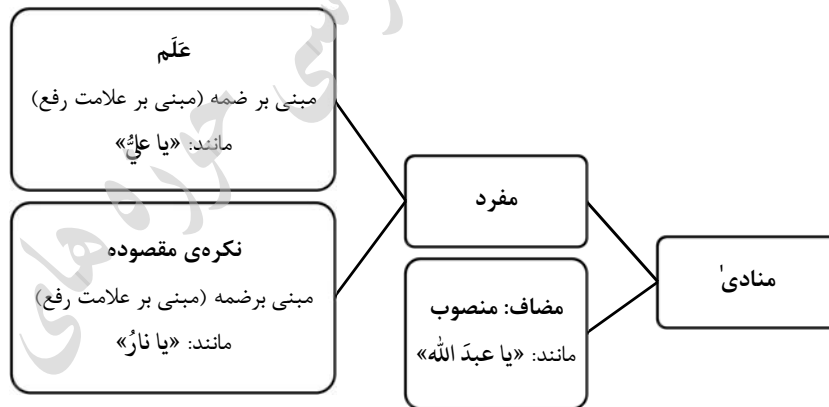 منادیٰ
مفرد
عَلَم
مبنی بر ضمه (مبنی بر علامت رفع)
مانند: «یا علیُّ»
نکره‌ی مقصوده
مبنی برضمه (مبنی بر علامت رفع)
مانند: «یا نارُ»
مضاف: منصوب
مانند: «یا عبدَ الله»